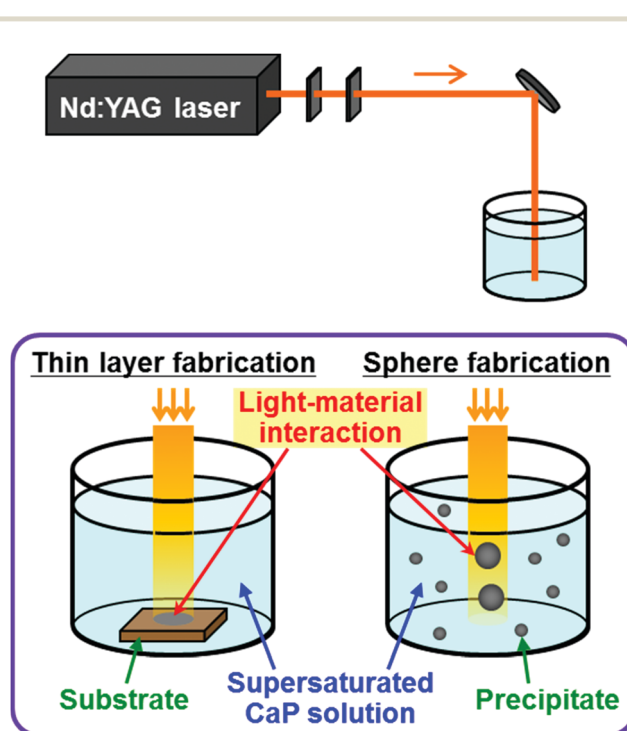 Nd:YAG laser
Thin layer fabrication
Sphere fabrication
Light-material
interaction
Substrate
Supersaturated
CaP solution
Precipitate